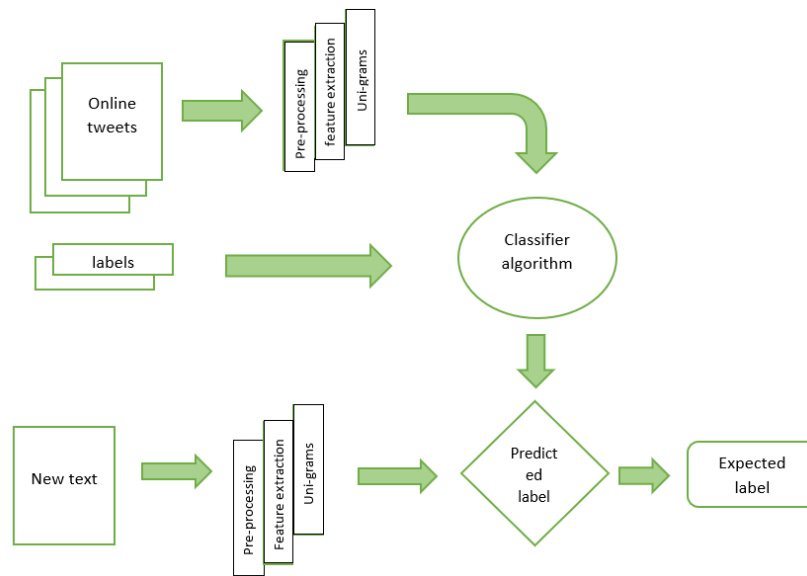 Online
tweets
Pre-processing
feature extraction
Uni-grams
labels
Classifier
algorithm
New text
Pre-processing
Feature extraction
Uni-grams
Predict
ed
label
Expected
label